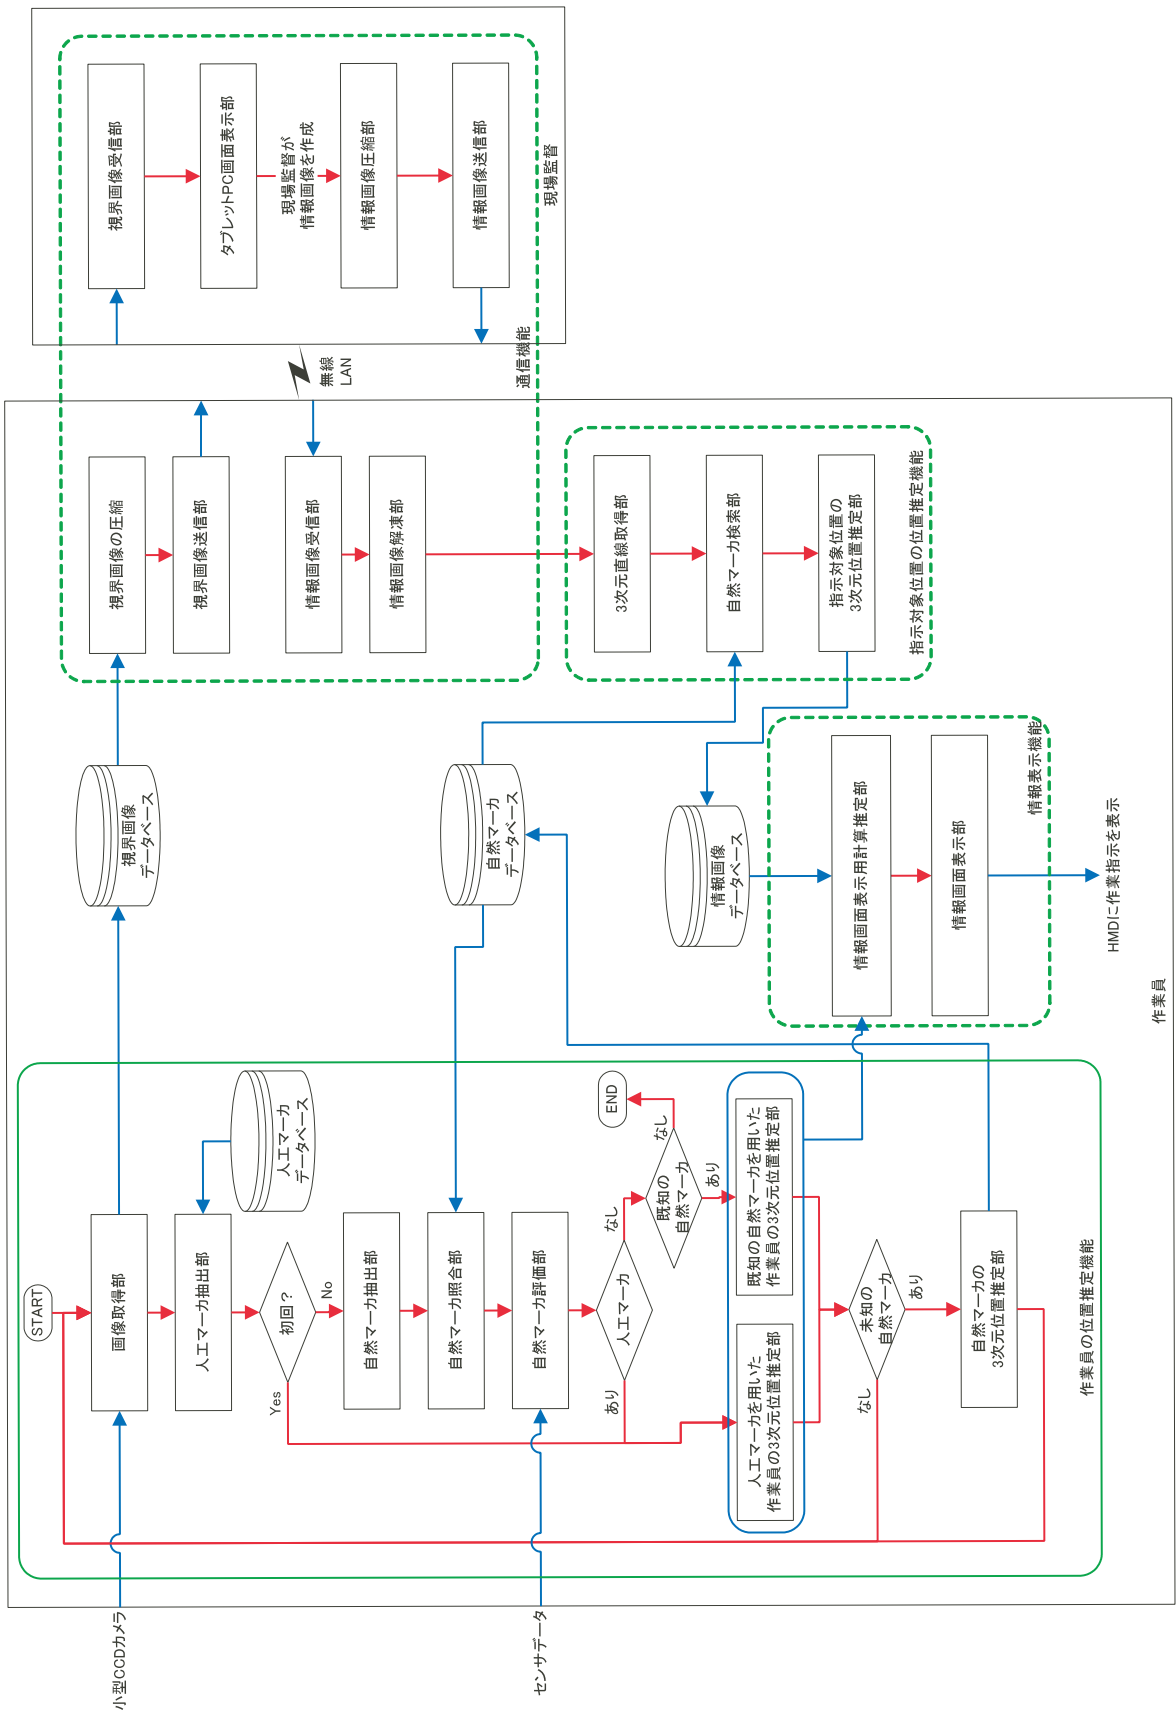 小型CCDカメラ
センサデータ
START
画像取得部
人工マーカ抽出部
人工マーカ
データベース
初回？
Yes
No
自然マーカ抽出部
自然マーカ照合部
自然マーカ評価部
人工マーカ
あり
なし
既知の
自然マーカ
なし
あり
END
人工マーカを用いた
作業員の3次元位置推定部
既知の自然マーカを用いた
作業員の3次元位置推定部
未知の
自然マーカ
なし
あり
自然マーカの
3次元位置推定部
作業員の位置推定機能
視界画像
データベース
自然マーカ
データベース
情報画像
データベース
情報画面表示用計算推定部
情報画面表示部
情報表示機能
HMDに作業指示を表示
作業員
視界画像の圧縮
視界画像送信部
情報画像受信部
情報画像解凍部
3次元直線取得部
自然マーカ検索部
指示対象位置の
3次元位置推定部
指示対象位置の位置推定機能
無線
LAN
通信機能
視界画像受信部
タブレットPC画面表示部
現場監督が
情報画像を作成
情報画像圧縮部
情報画像送信部
現場監督